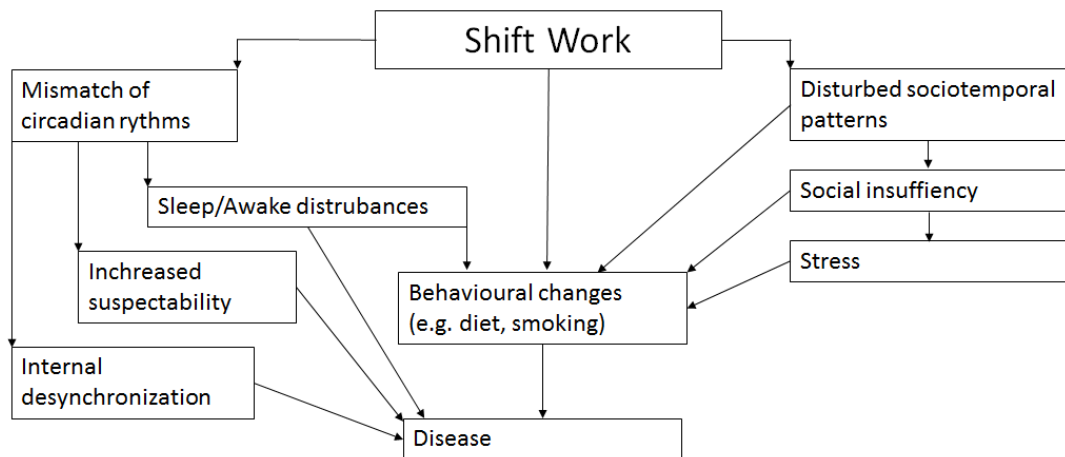 Shift Work
Mismatch of
circadian rythms
Disturbed sociotemporal
patterns
Sleep/Awake distrubances
Social insuffiency
Inchreased
suspectability
Stress
Behavioural changes
(e.g. diet, smoking)
Internal
desynchronization
Disease